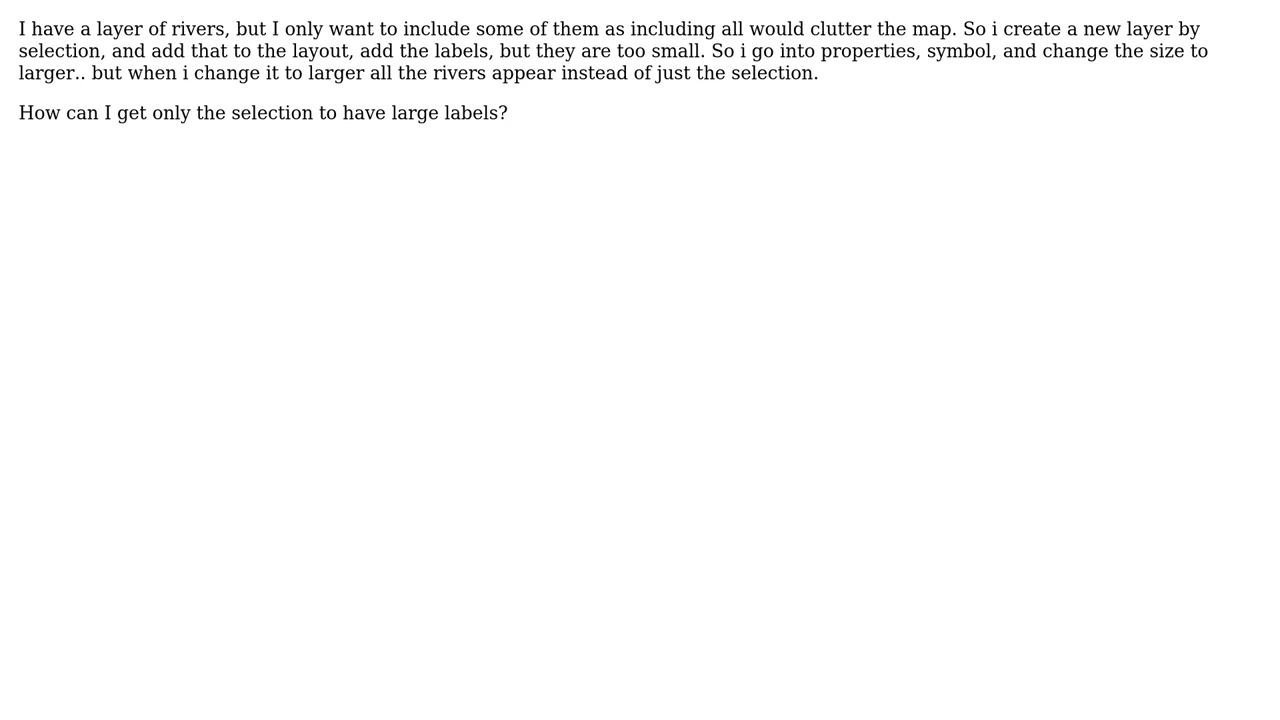 I have a layer of rivers, but I only want to include some of them as including all would clutter the map. So i create a new layer by
selection, and add that to the layout, add the labels, but they are too small. So i go into properties, symbol, and change the size to
larger.. but when i change it to larger all the rivers appear instead of just the selection.
How can I get only the selection to have large labels?